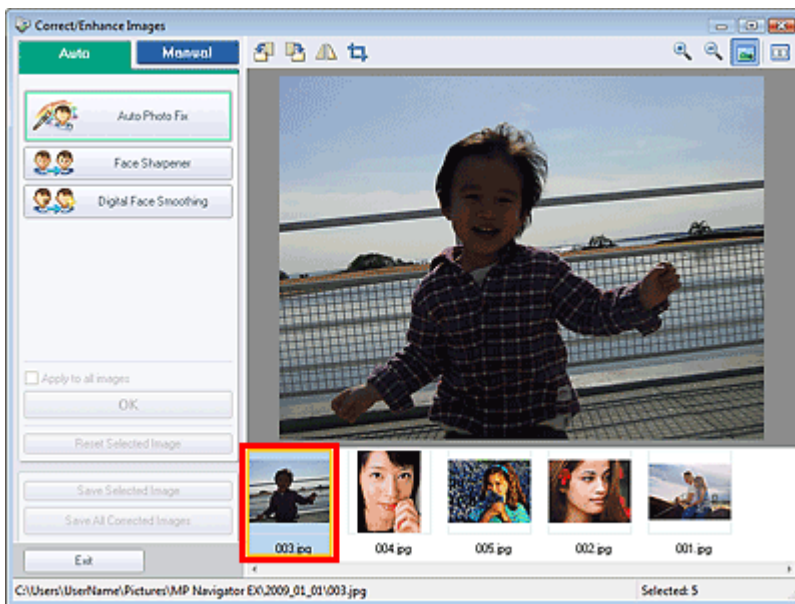 Correct/Enhance Images
Auto
Manual
Auto Photo Fix
Face Sharpener
Digital Face Smoothing
Apply to all images
OK
Reset Selected Image
Save Selected Image
Save All Corrected Images
Exit
003.jpg
004.jpg
005.jpg
002.jpg
001.jpg
C:\Users\UserName\Pictures\MP Navigator EX\2009_01_01\003.jpg
Selected: 5